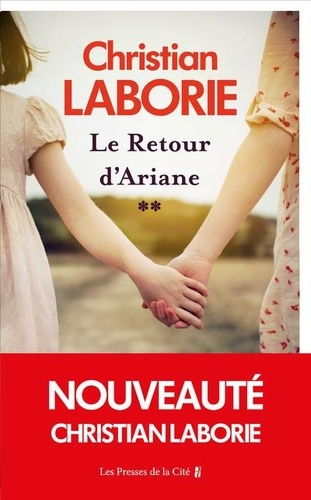 Christian
LABORIE
Le Retour
d'Ariane
**
NOUVEAUTÉ
CHRISTIAN LABORIE
Les Presses de la Cité